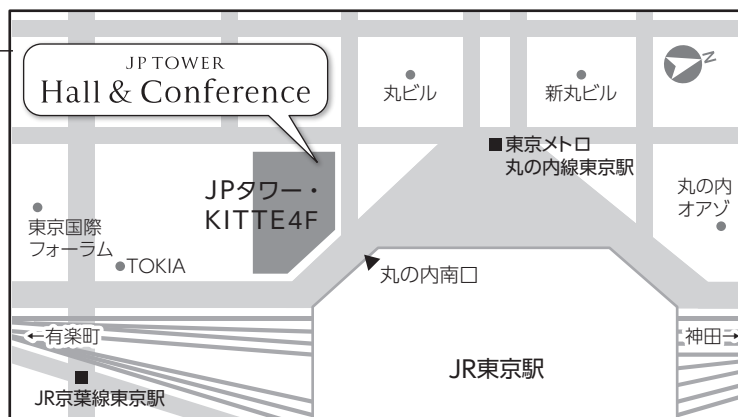 JP TOWER
Hall & Conference
丸ビル
新丸ビル
N
東京メトロ
丸の内線東京駅
JPタワー・
KITTE4F
丸の内
オアゾ
東京国際
フォーラム
TOKIA
丸の内南口
←有楽町
神田→
JR東京駅
JR京葉線東京駅